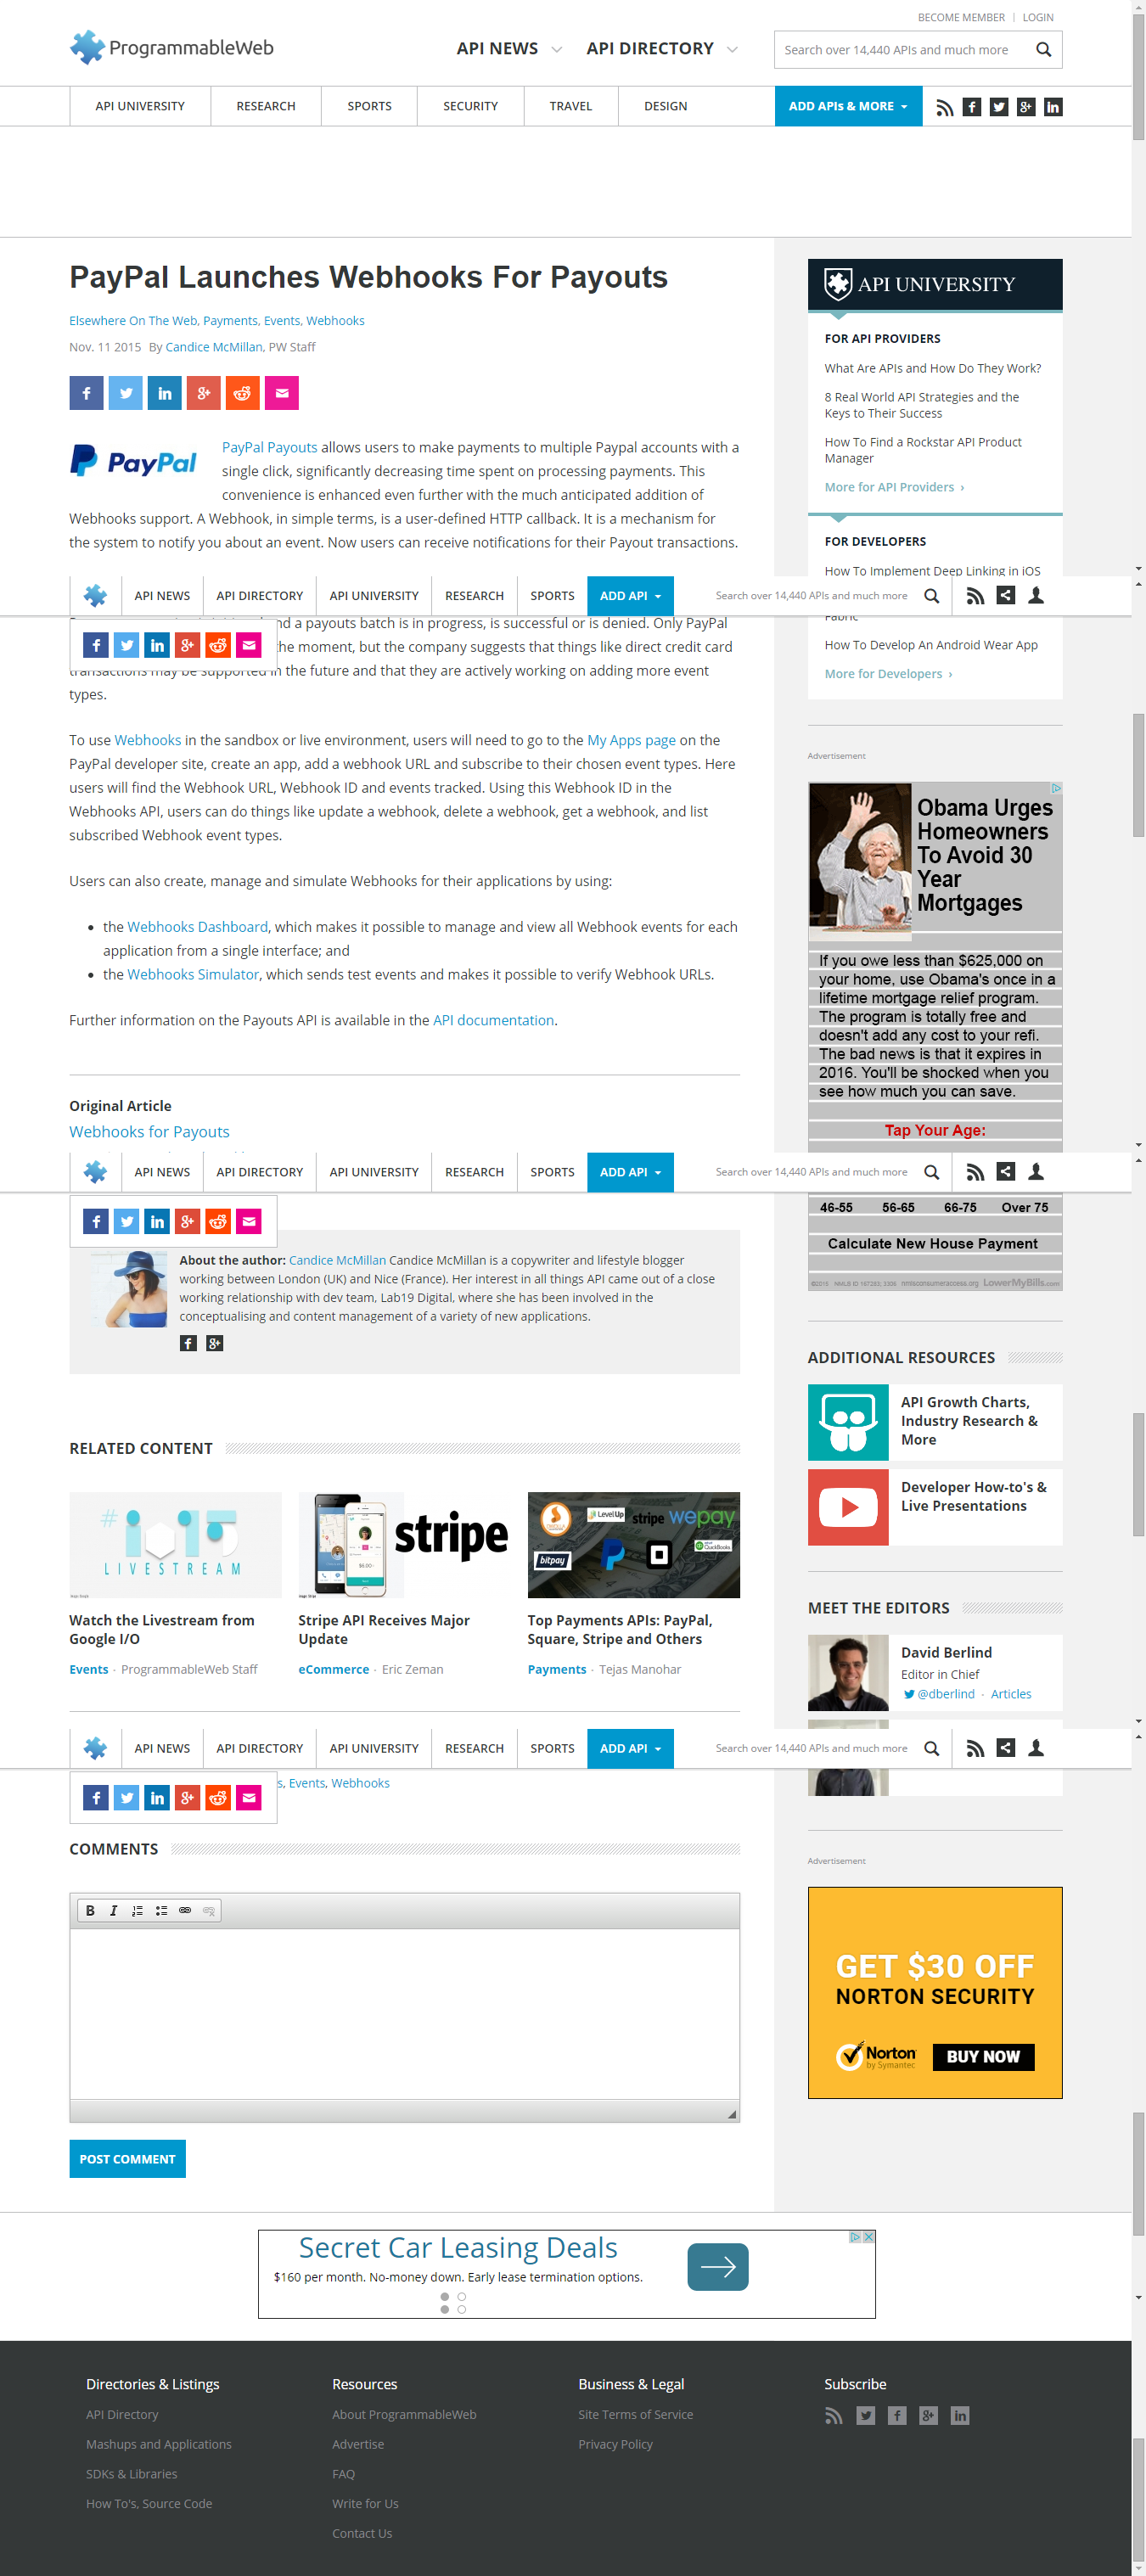 BECOME MEMBER | LOGIN
ProgrammableWeb
API NEWS
API DIRECTORY
Search over 14,440 APIs and much more
API UNIVERSITY
RESEARCH
SPORTS
SECURITY
TRAVEL
DESIGN
ADD APIs & MORE
PayPal Launches Webhooks For Payouts
Elsewhere On The Web, Payments, Events, Webhooks
Nov. 11 2015 By Candice McMillan, PW Staff
PayPal
PayPal Payouts allows users to make payments to multiple Paypal accounts with a
single click, significantly decreasing time spent on processing payments. This
convenience is enhanced even further with the much anticipated addition of
Webhooks support. A Webhook, in simple terms, is a user-defined HTTP callback. It is a mechanism for
the system to notify you about an event. Now users can receive notifications for their Payout transactions.
API UNIVERSITY
FOR API PROVIDERS
What Are APIs and How Do They Work?
8 Real World API Strategies and the
Keys to Their Success
How To Find a Rockstar API Product
Manager
More for API Providers ›
FOR DEVELOPERS
How To Implement Deep Linking in iOS
API NEWS
API DIRECTORY
API UNIVERSITY
RESEARCH
SPORTS
ADD API
Search over 14,440 APIs and much more
nd a payouts batch is in progress, is successful or is denied. Only PayPal
the moment, but the company suggests that things like direct credit card
transactions may be supported in the future and that they are actively working on adding more event
types.
Fabric
How To Develop An Android Wear App
More for Developers ›
To use Webhooks in the sandbox or live environment, users will need to go to the My Apps page on the
PayPal developer site, create an app, add a webhook URL and subscribe to their chosen event types. Here
users will find the Webhook URL, Webhook ID and events tracked. Using this Webhook ID in the
Webhooks API, users can do things like update a webhook, delete a webhook, get a webhook, and list
subscribed Webhook event types.
Users can also create, manage and simulate Webhooks for their applications by using:
• the Webhooks Dashboard, which makes it possible to manage and view all Webhook events for each
application from a single interface; and
• the Webhooks Simulator, which sends test events and makes it possible to verify Webhook URLs.
Further information on the Payouts API is available in the API documentation.
Original Article
Webhooks for Payouts
Advertisement
Obama Urges
Homeowners
To Avoid 30
Year
Mortgages
If you owe less than $625,000 on
your home, use Obama's once in a
lifetime mortgage relief program.
The program is totally free and
doesn't add any cost to your refi.
The bad news is that it expires in
2016. You'll be shocked when you
see how much you can save.
Tap Your Age:
API NEWS
API DIRECTORY
API UNIVERSITY
RESEARCH
SPORTS
ADD API
Search over 14,440 APIs and much more
46-55 56-65 66-75 Over 75
Calculate New House Payment
LowerMyBills.com
About the author: Candice McMillan Candice McMillan is a copywriter and lifestyle blogger
working between London (UK) and Nice (France). Her interest in all things API came out of a close
working relationship with dev team, Lab19 Digital, where she has been involved in the
conceptualising and content management of a variety of new applications.
RELATED CONTENT
#io15
LIVESTREAM
Watch the Livestream from
Google I/O
Events · ProgrammableWeb Staff
stripe
Stripe API Receives Major
Update
eCommerce · Eric Zeman
LevelUp
stripe
wepay
bitpay
QuickBooks
Top Payments APIs: PayPal,
Square, Stripe and Others
Payments · Tejas Manohar
ADDITIONAL RESOURCES
API Growth Charts,
Industry Research &
More
Developer How-to's &
Live Presentations
MEET THE EDITORS
David Berlind
Editor in Chief
@dberlind · Articles
API NEWS
API DIRECTORY
API UNIVERSITY
RESEARCH
SPORTS
ADD API
Search over 14,440 APIs and much more
s, Events, Webhooks
COMMENTS
B I
POST COMMENT
Advertisement
GET $30 OFF
NORTON SECURITY
Norton
by Symantec
BUY NOW
Secret Car Leasing Deals
$160 per month. No-money down. Early lease termination options.
Directories & Listings
API Directory
Mashups and Applications
SDKs & Libraries
How To's, Source Code
Resources
About ProgrammableWeb
Advertise
FAQ
Write for Us
Contact Us
Business & Legal
Site Terms of Service
Privacy Policy
Subscribe